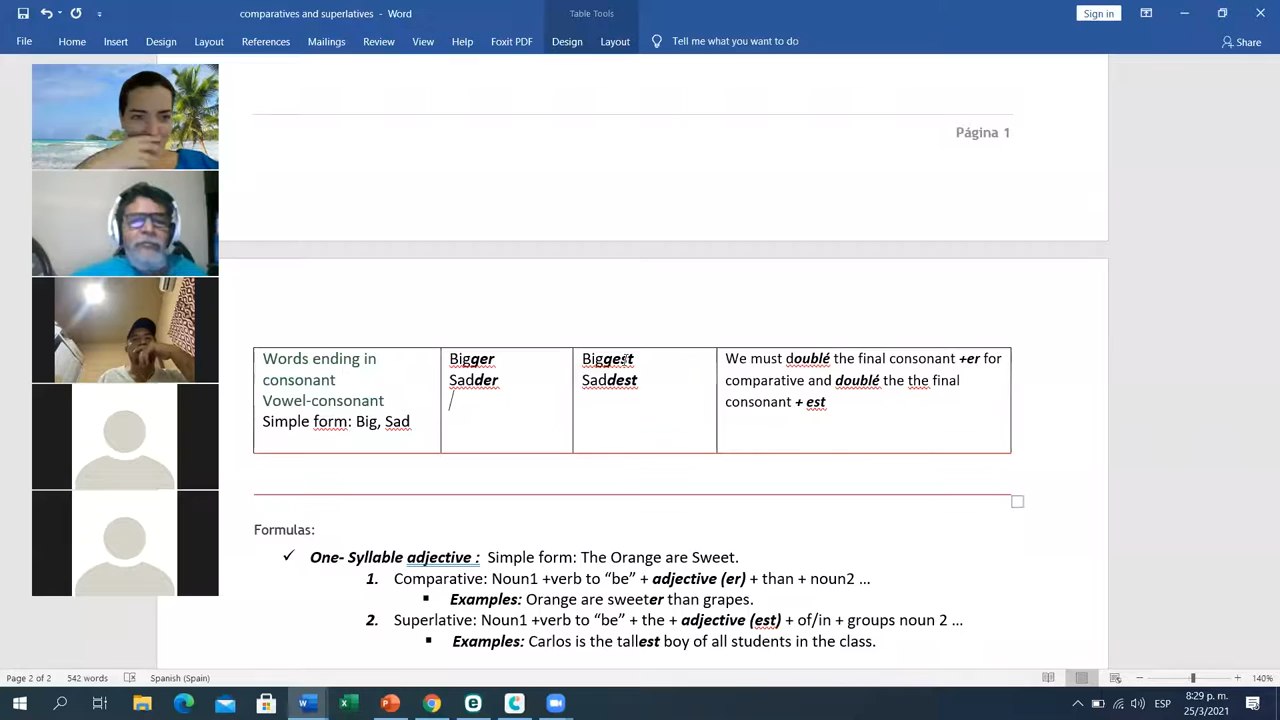 comparatives and superlatives - Word
Table Tools
Sign in
File Home Insert Design Layout References Mailings Review View Help Foxit PDF Design Layout Tell me what you want to do Share
Página 1
Words ending in
consonant
Vowel-consonant
Simple form: Big, Sad
Bigger
Sadder
Biggest
Saddest
We must doublé the final consonant +er for
comparative and doublé the the final
consonant + est
Formulas:
✓ One- Syllable adjective : Simple form: The Orange are Sweet.
1. Comparative: Noun1 +verb to “be” + adjective (er) + than + noun2 ...
▪ Examples: Orange are sweeter than grapes.
2. Superlative: Noun1 +verb to “be” + the + adjective (est) + of/in + groups noun 2 ...
▪ Examples: Carlos is the tallest boy of all students in the class.
Page 2 of 2 542 words Spanish (Spain) 140%
ESP
8:29 p. m.
25/3/2021